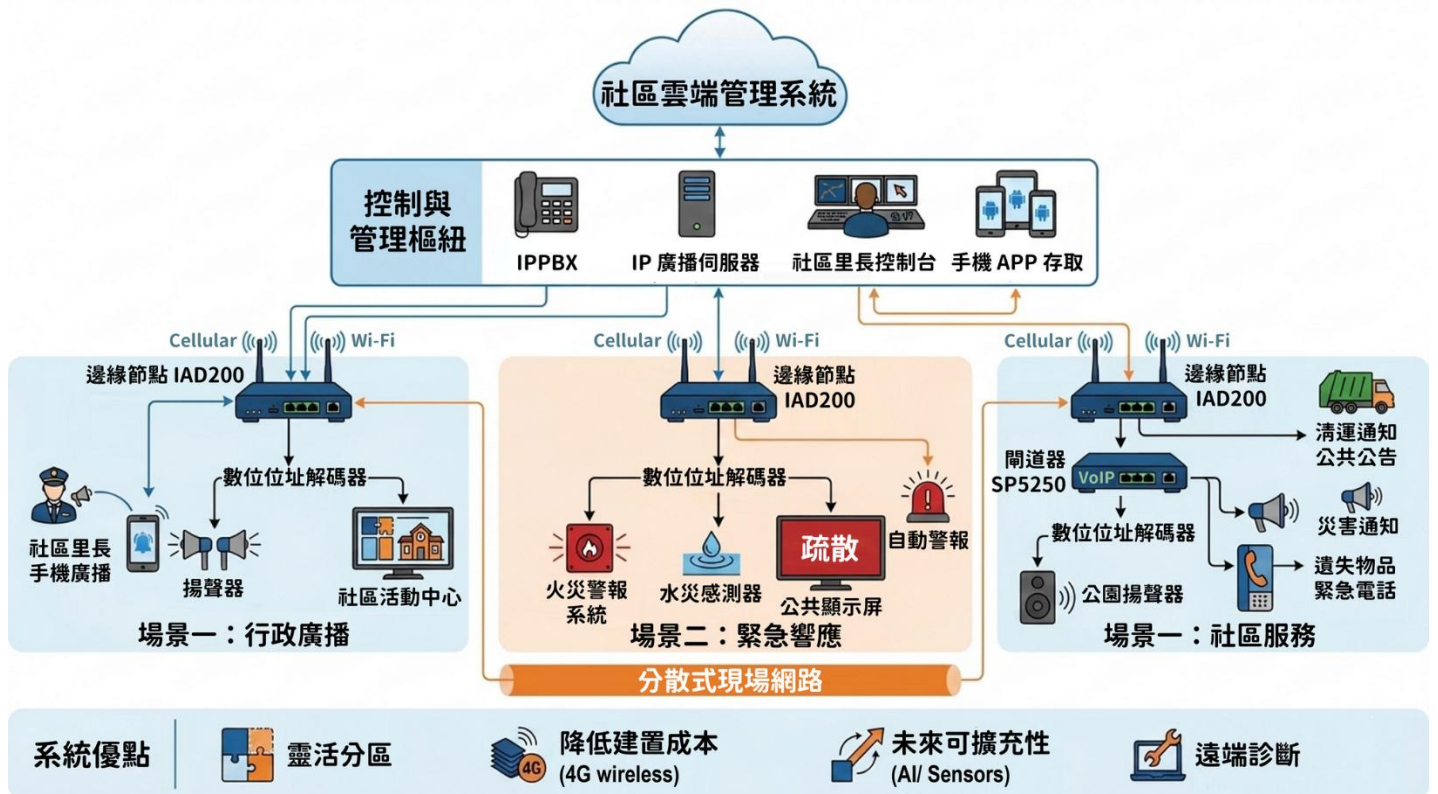 社區雲端管理系統
控制與
管理樞紐
IPPBX
IP 廣播伺服器
社區里長控制台
手機 APP 存取
Cellular
Wi-Fi
邊緣節點 IAD200
數位位址解碼器
社區里長
手機廣播
揚聲器
社區活動中心
場景一：行政廣播
Cellular
Wi-Fi
邊緣節點
IAD200
數位位址解碼器
火災警報
系統
水災感測器
疏散
公共顯示屏
自動警報
場景二：緊急響應
Cellular
Wi-Fi
邊緣節點
IAD200
清運通知
公共公告
閘道器
SP5250
VoIP
數位位址解碼器
災害通知
公園揚聲器
遺失物品
緊急電話
場景一：社區服務
分散式現場網路
系統優點
靈活分區
4G
降低建置成本
(4G wireless)
未來可擴充性
(AI/ Sensors)
遠端診斷